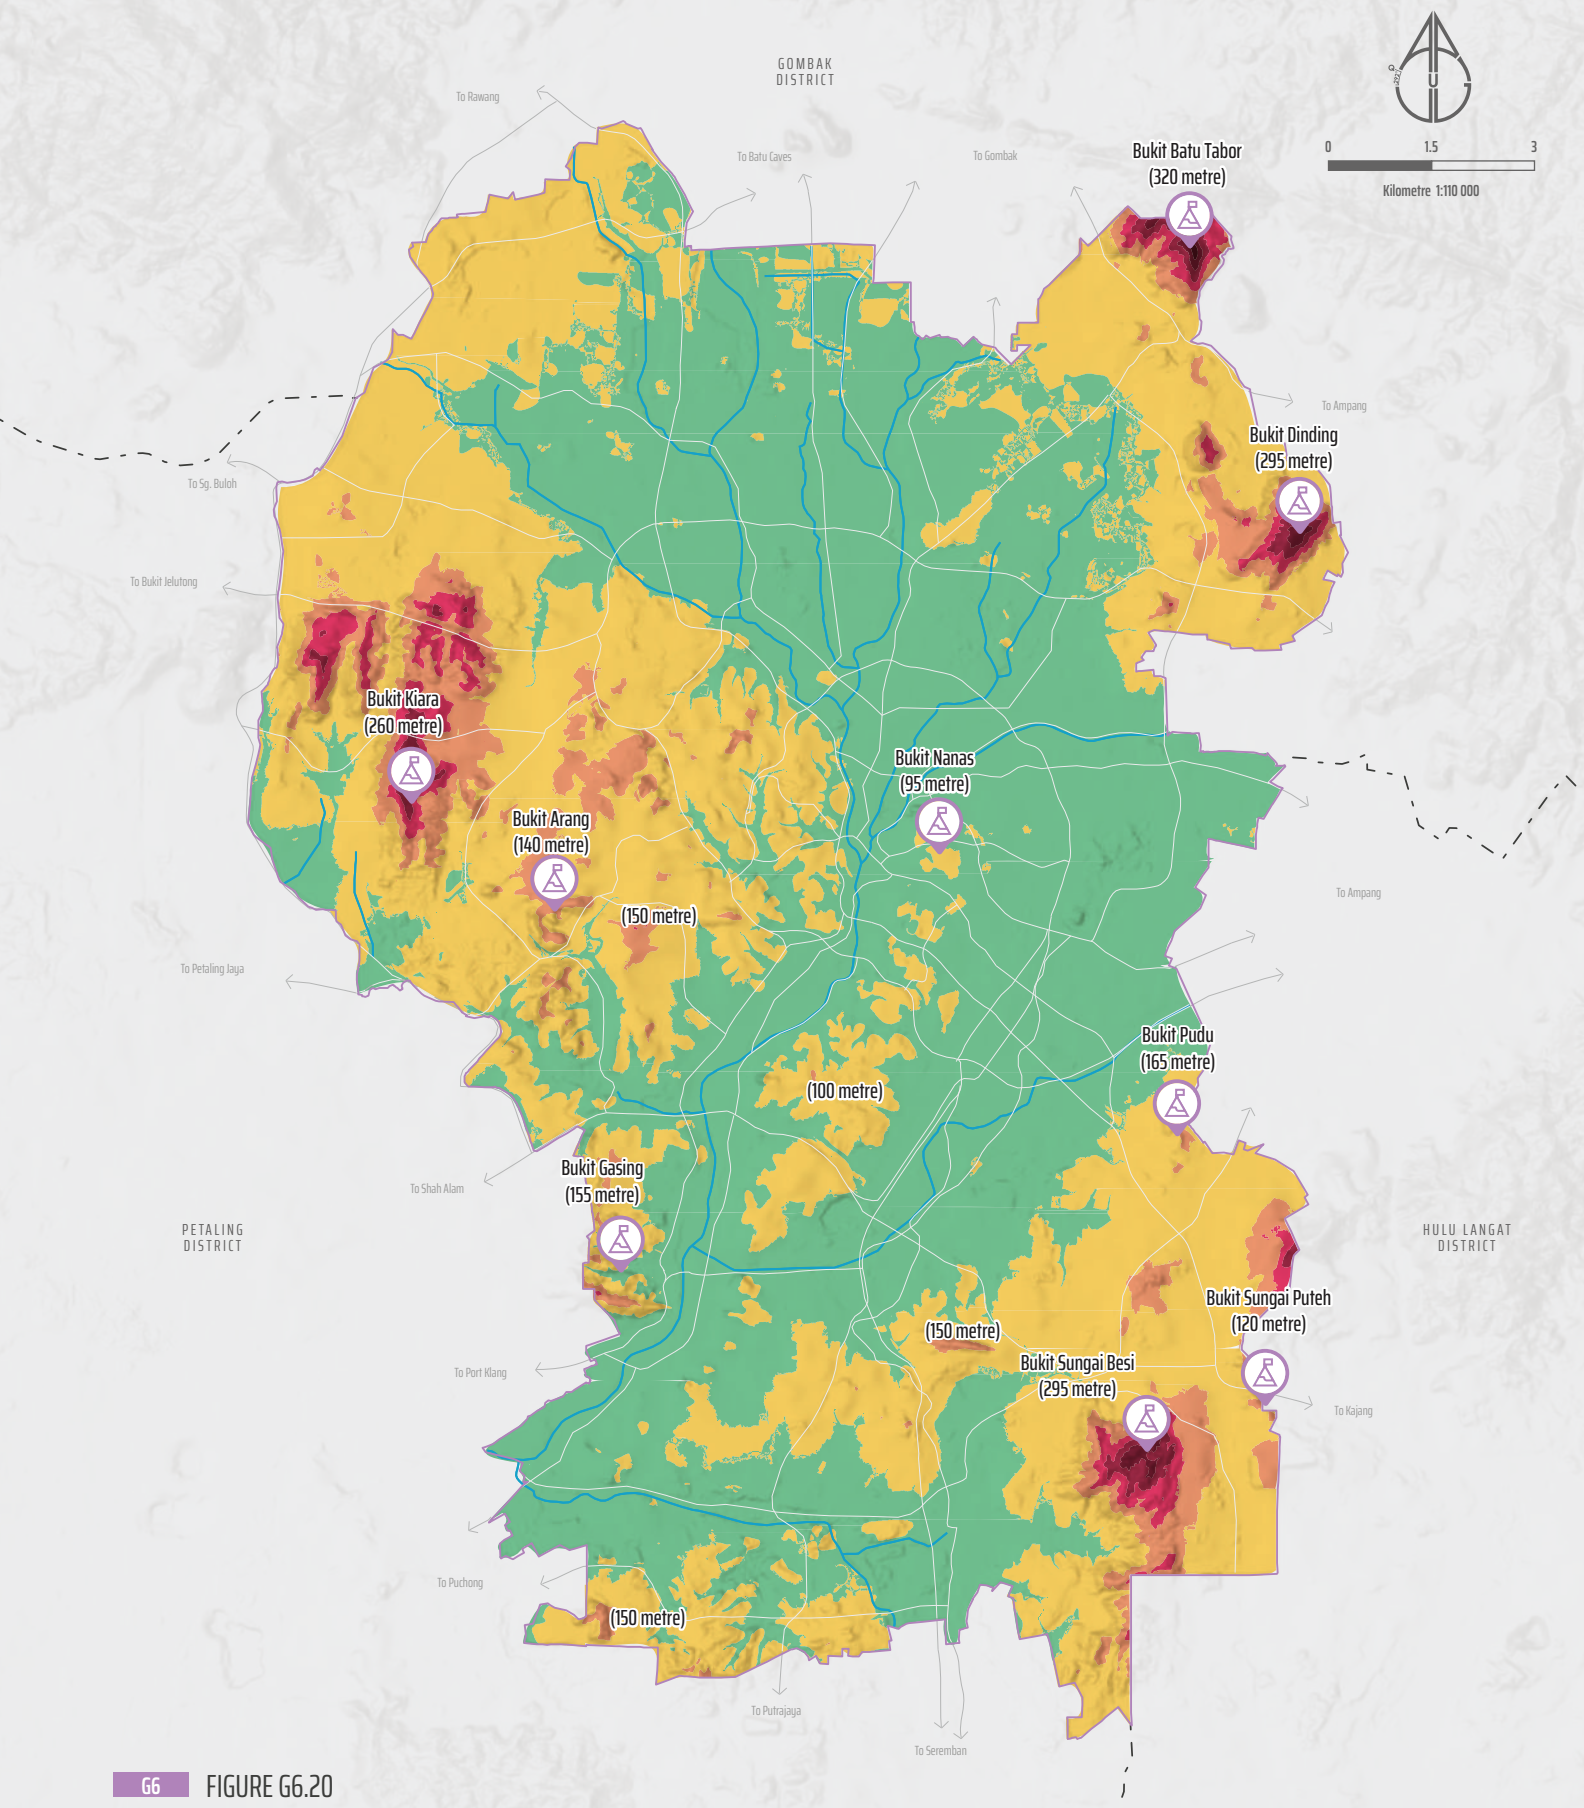 GOMBAK
DISTRICT
To Rawang
To Batu Caves
To Gombak
Bukit Batu Tabor
(320 metre)
U
0 1.5 3
Kilometre 1:110 000
To Ampang
Bukit Dinding
(295 metre)
To Sg. Buloh
To Bukit Jelutong
Bukit Kiara
(260 metre)
Bukit Nanas
(95 metre)
Bukit Arang
(140 metre)
(150 metre)
To Ampang
To Petaling Jaya
Bukit Pudu
(165 metre)
(100 metre)
Bukit Gasing
(155 metre)
To Shah Alam
PETALING
DISTRICT
HULU LANGAT
DISTRICT
Bukit Sungai Puteh
(120 metre)
(150 metre)
Bukit Sungai Besi
(295 metre)
To Port Klang
To Kajang
To Puchong
(150 metre)
To Putrajaya
To Seremban
G6 FIGURE G6.20